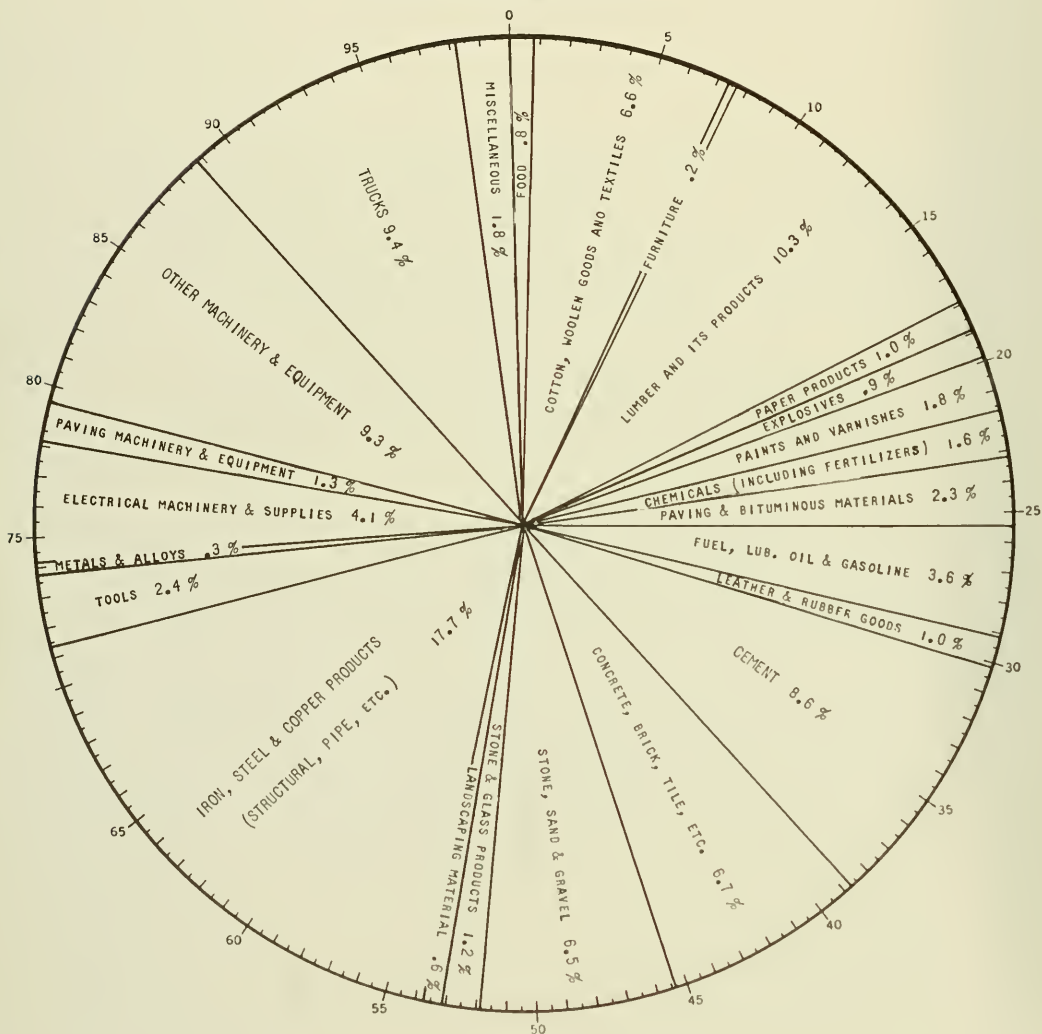 0
5
10
15
20
25
30
35
40
45
50
55
60
65
75
80
85
90
95
FOOD .8 %
COTTON, WOOLEN GOODS AND TEXTILES 6.6 %
FURNITURE .2 %
LUMBER AND ITS PRODUCTS 10.3 %
PAPER PRODUCTS 1.0 %
EXPLOSIVES .9 %
PAINTS AND VARNISHES 1.8 %
CHEMICALS (INCLUDING FERTILIZERS) 1.6 %
PAVING & BITUMINOUS MATERIALS 2.3 %
FUEL, LUB. OIL & GASOLINE 3.6 %
LEATHER & RUBBER GOODS 1.0 %
CEMENT 8.6 %
CONCRETE, BRICK, TILE, ETC. 6.7 %
STONE, SAND & GRAVEL 6.5 %
STONE & GLASS PRODUCTS 1.2 %
LANDSCAPING MATERIAL .6 %
IRON, STEEL & COPPER PRODUCTS 17.7 %
(STRUCTURAL, PIPE, ETC.)
TOOLS 2.4 %
METALS & ALLOYS .3 %
ELECTRICAL MACHINERY & SUPPLIES 4.1 %
PAVING MACHINERY & EQUIPMENT 1.3 %
OTHER MACHINERY & EQUIPMENT 9.3 %
TRUCKS 9.4 %
MISCELLANEOUS 1.8 %